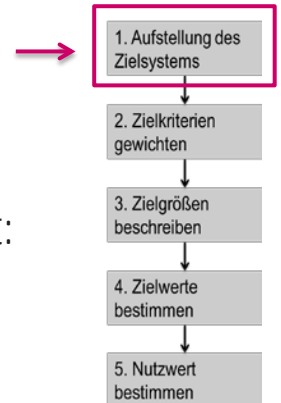 1. Aufstellung des
Zielsystems
2. Zielkriterien
gewichten
3. Zielgrößen
beschreiben
4. Zielwerte
bestimmen
5. Nutzwert
bestimmen